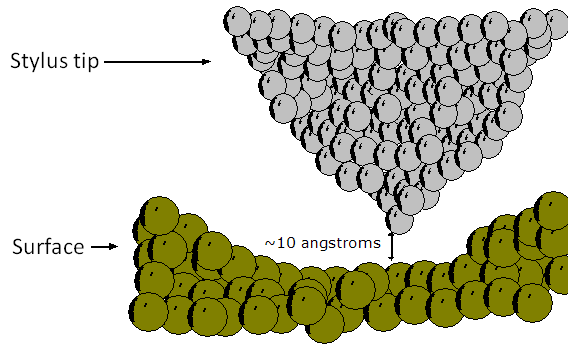 Stylus tip
~10 angstroms
Surface